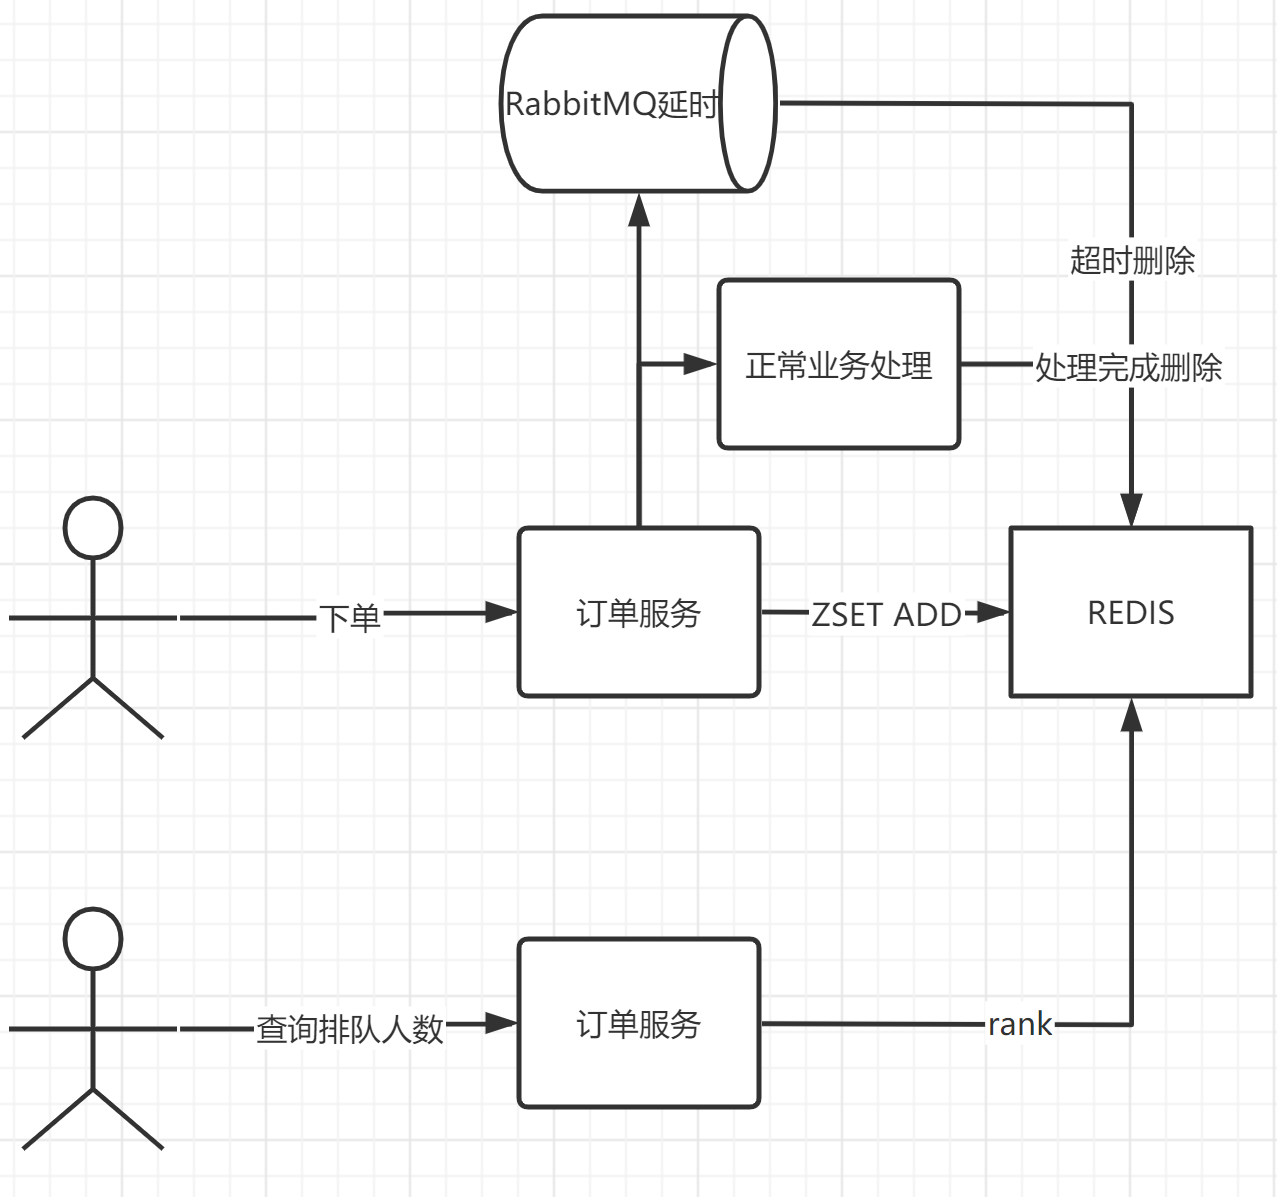 RabbitMQ延时
超时删除
正常业务处理
处理完成删除
下单
订单服务
ZSET ADD
REDIS
查询排队人数
订单服务
rank